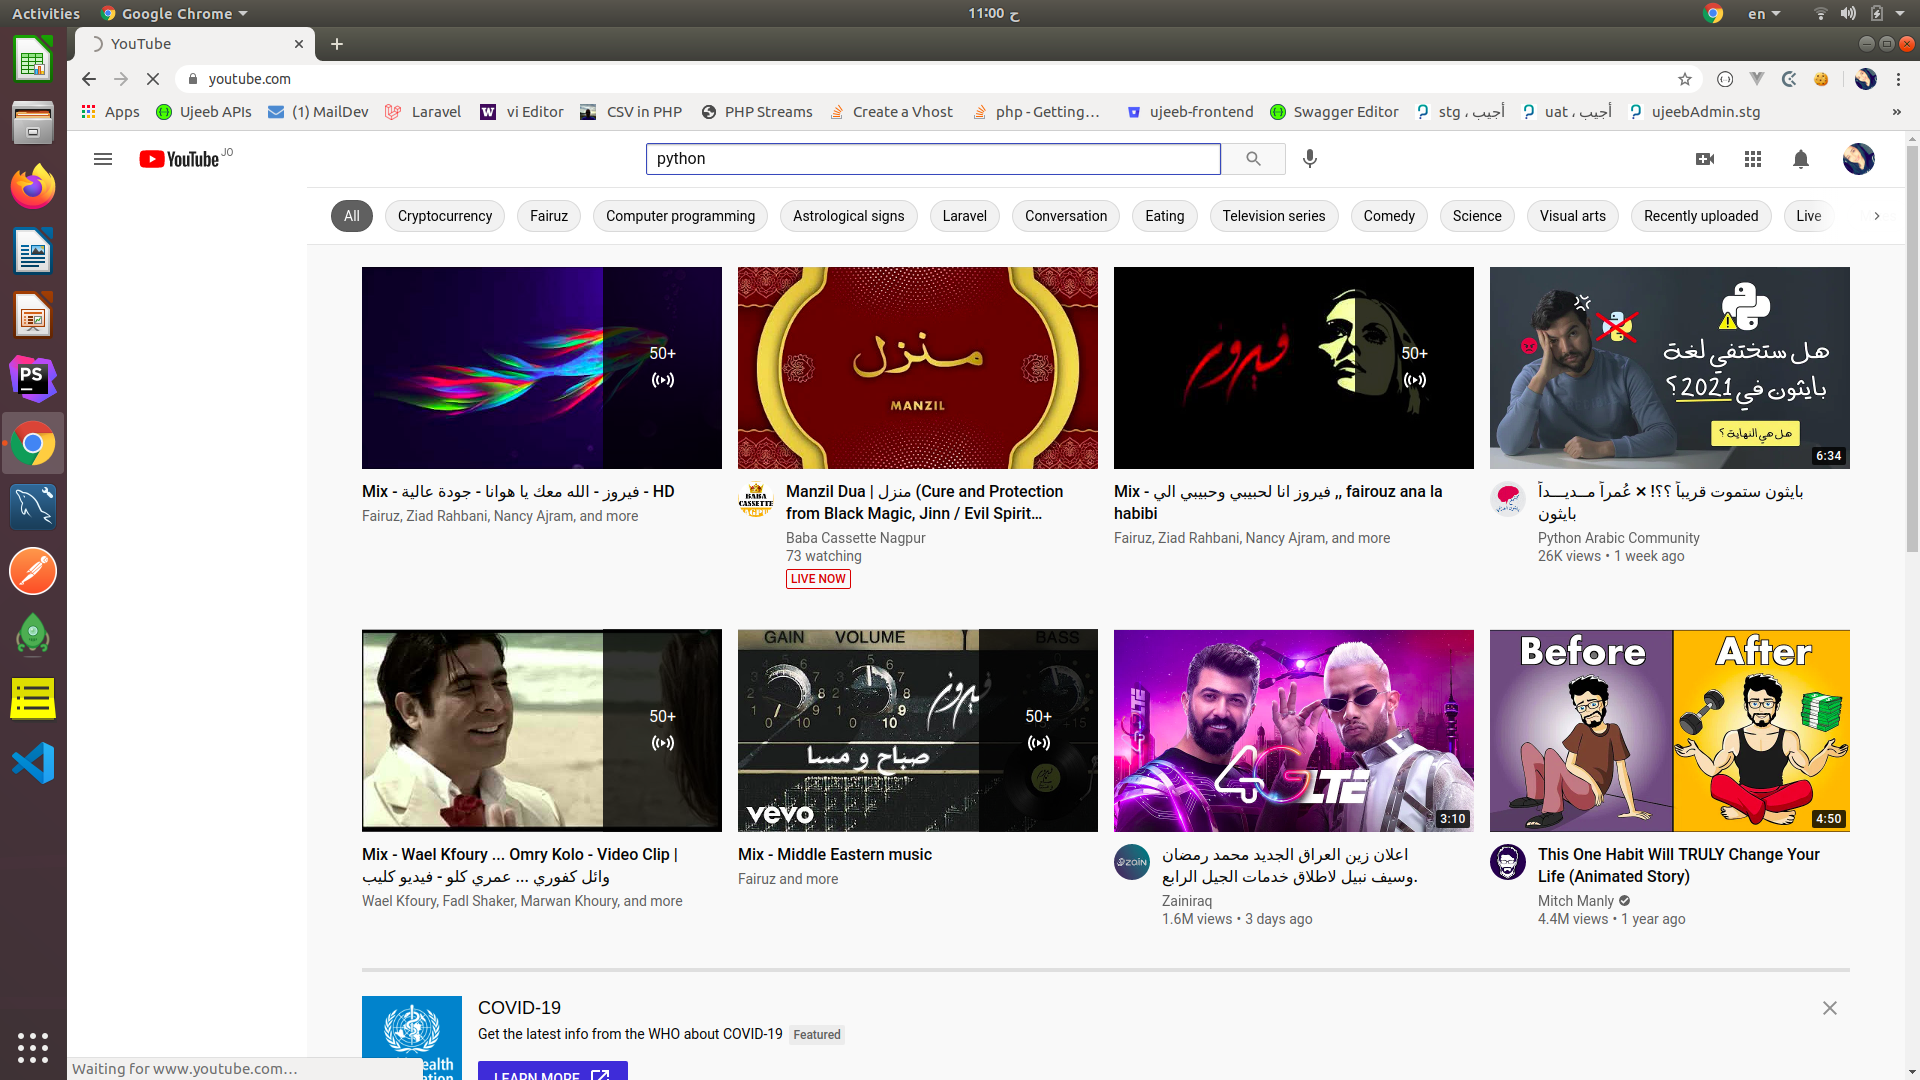 Activities
Google Chrome
11:00 ح
en
YouTube
youtube.com
Apps
Ujeeb APIs
(1) MailDev
Laravel
vi Editor
CSV in PHP
PHP Streams
Create a Vhost
php - Getting...
ujeeb-frontend
Swagger Editor
أجيب ، stg
أجيب ، uat
ujeebAdmin.stg
»
YouTube JO
python
All
Cryptocurrency
Fairuz
Computer programming
Astrological signs
Laravel
Conversation
Eating
Television series
Comedy
Science
Visual arts
Recently uploaded
Live
50+
منزل
MANZIL
فيروز
50+
هل ستختفي لغة
بايثون في 2021؟
هل هي النهاية ؟
6:34
Mix - فيروز - الله معك يا هوانا - جودة عالية - HD
Fairuz, Ziad Rahbani, Nancy Ajram, and more
BABA
CASSETTE
Manzil Dua | منزل (Cure and Protection
from Black Magic, Jinn / Evil Spirit...
Baba Cassette Nagpur
73 watching
LIVE NOW
Mix - فيروز انا لحبيبي وحبيبي الي ,, fairouz ana la
habibi
Fairuz, Ziad Rahbani, Nancy Ajram, and more
بايثون ستموت قريباً ؟؟! × عُمراً مــديـــداً
بايثون
Python Arabic Community
26K views • 1 week ago
50+
GAIN VOLUME BASS
فيروز
صباح و مسا
vevo
50+
4G LTE
3:10
Before
After
4:50
Mix - Wael Kfoury ... Omry Kolo - Video Clip |
وائل كفوري ... عمري كلو - فيديو كليب
Wael Kfoury, Fadl Shaker, Marwan Khoury, and more
Mix - Middle Eastern music
Fairuz and more
zain
اعلان زين العراق الجديد محمد رمضان
وسيف نبيل لاطلاق خدمات الجيل الرابع.
Zainiraq
1.6M views • 3 days ago
This One Habit Will TRULY Change Your
Life (Animated Story)
Mitch Manly
4.4M views • 1 year ago
COVID-19
Get the latest info from the WHO about COVID-19
Featured
LEARN MORE
Waiting for www.youtube.com...
PS